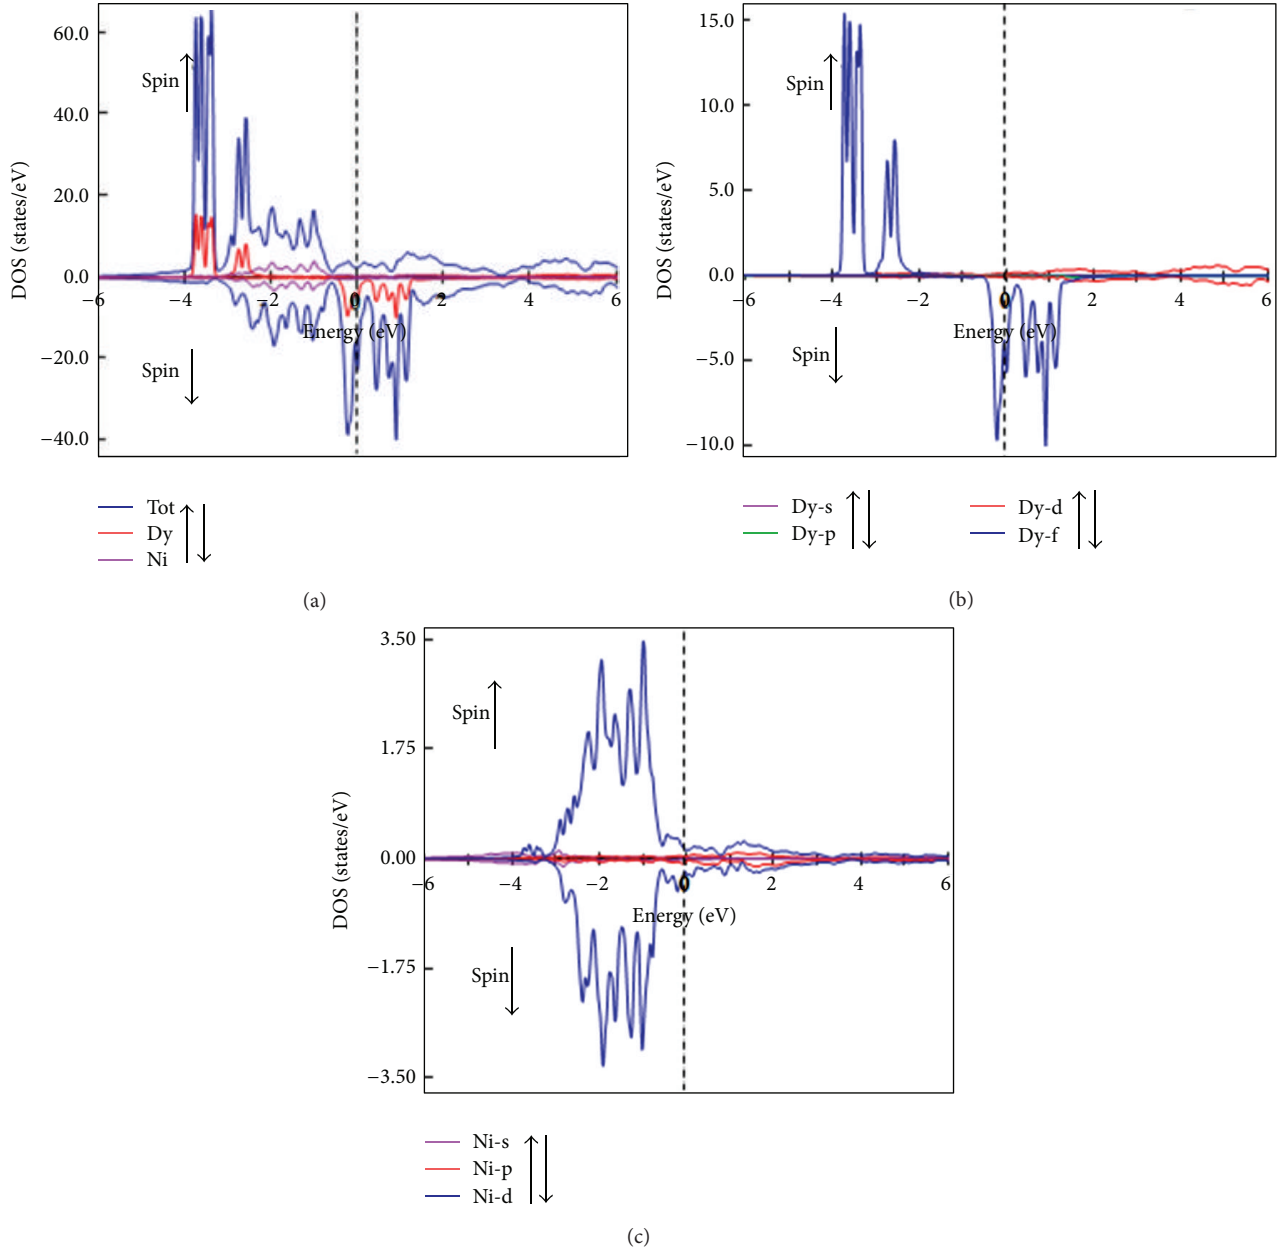 60.0
40.0
20.0
0.0
−20.0
−40.0
DOS (states/eV)
−6 −4 −2 0 2 4 6
Energy (eV)
Spin
Spin
Tot
Dy
Ni
(a)
15.0
10.0
5.0
0.0
−5.0
−10.0
DOS (states/eV)
−6 −4 −2 0 2 4 6
Energy (eV)
Spin
Spin
Dy-s
Dy-p
Dy-d
Dy-f
(b)
3.50
1.75
0.00
−1.75
−3.50
DOS (states/eV)
−6 −4 −2 0 2 4 6
Energy (eV)
Spin
Spin
Ni-s
Ni-p
Ni-d
(c)